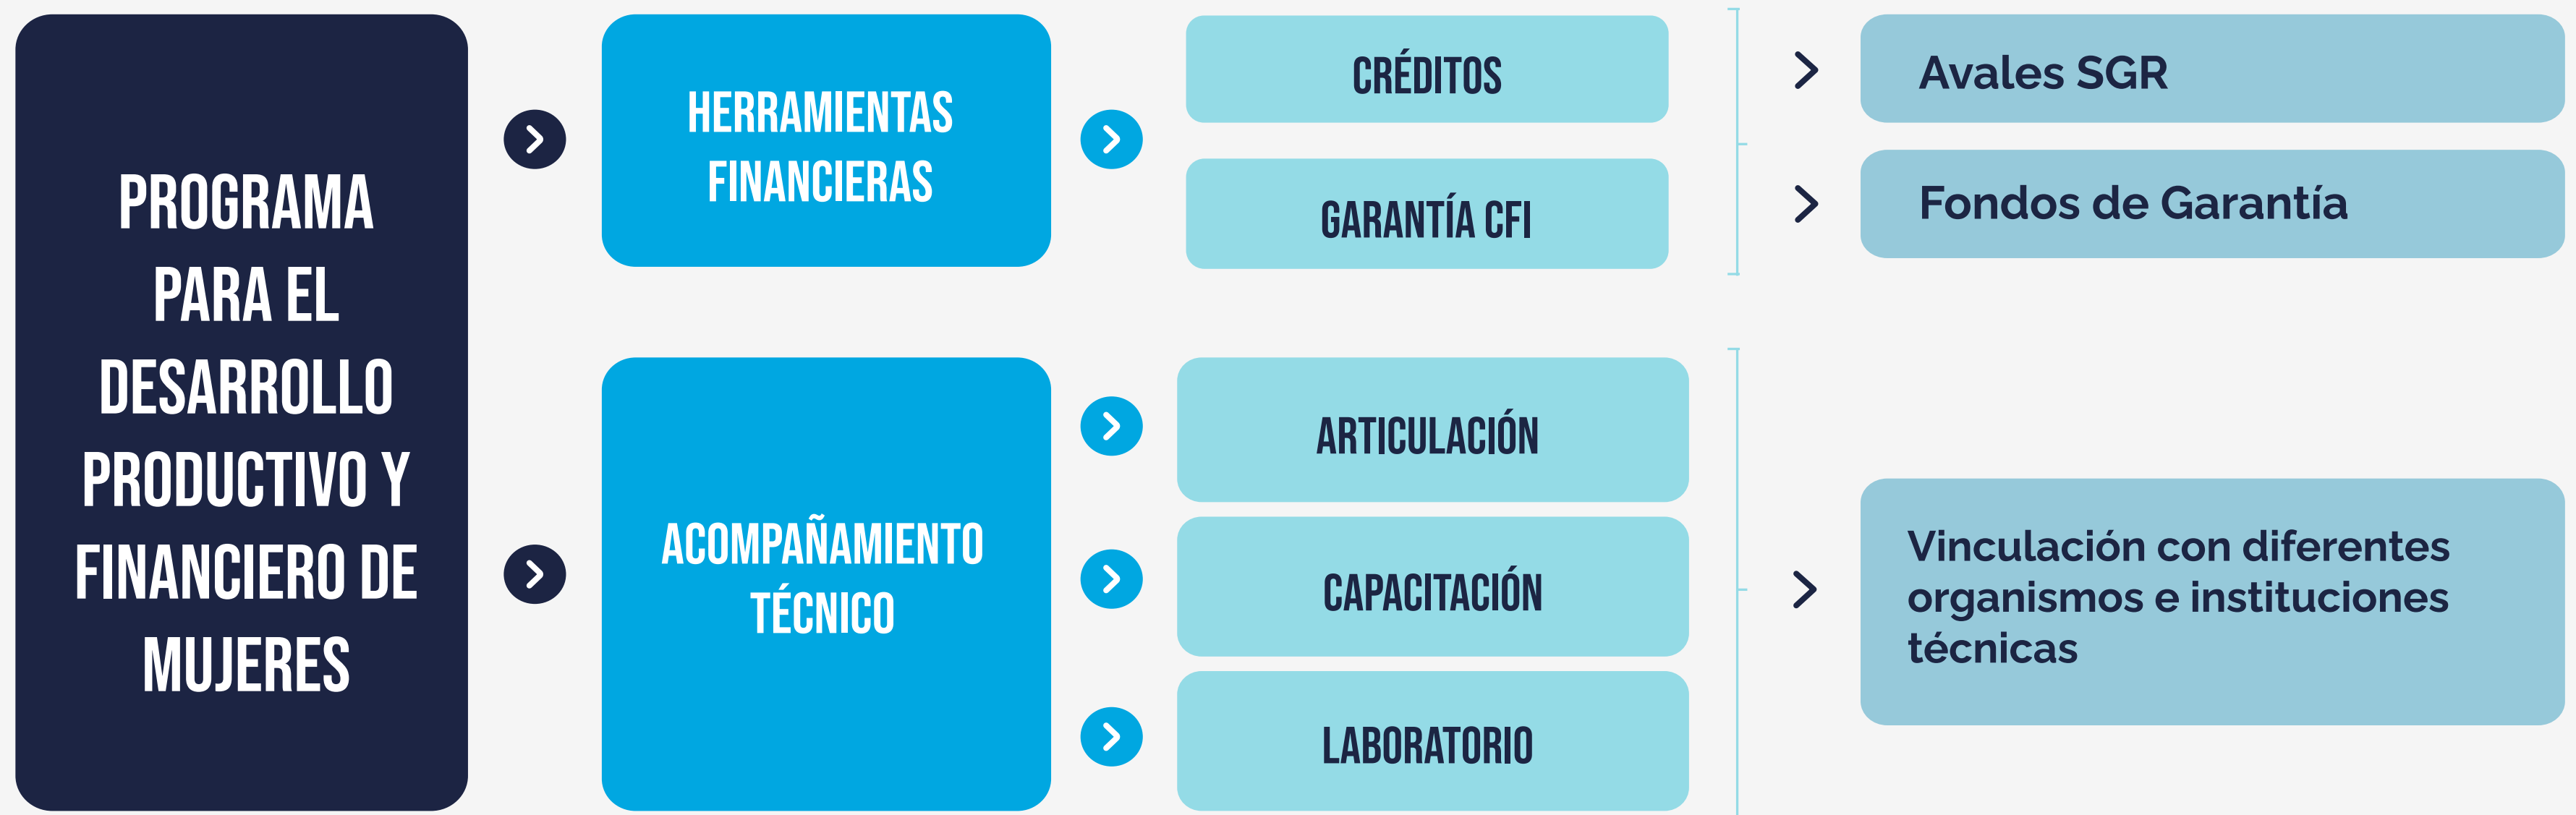 PROGRAMA
PARA EL
DESARROLLO
PRODUCTIVO Y
FINANCIERO DE
MUJERES
HERRAMIENTAS
FINANCIERAS
CRÉDITOS
GARANTÍA CFI
Avales SGR
Fondos de Garantía
ACOMPAÑAMIENTO
TÉCNICO
ARTICULACIÓN
CAPACITACIÓN
LABORATORIO
Vinculación con diferentes
organismos e instituciones
técnicas